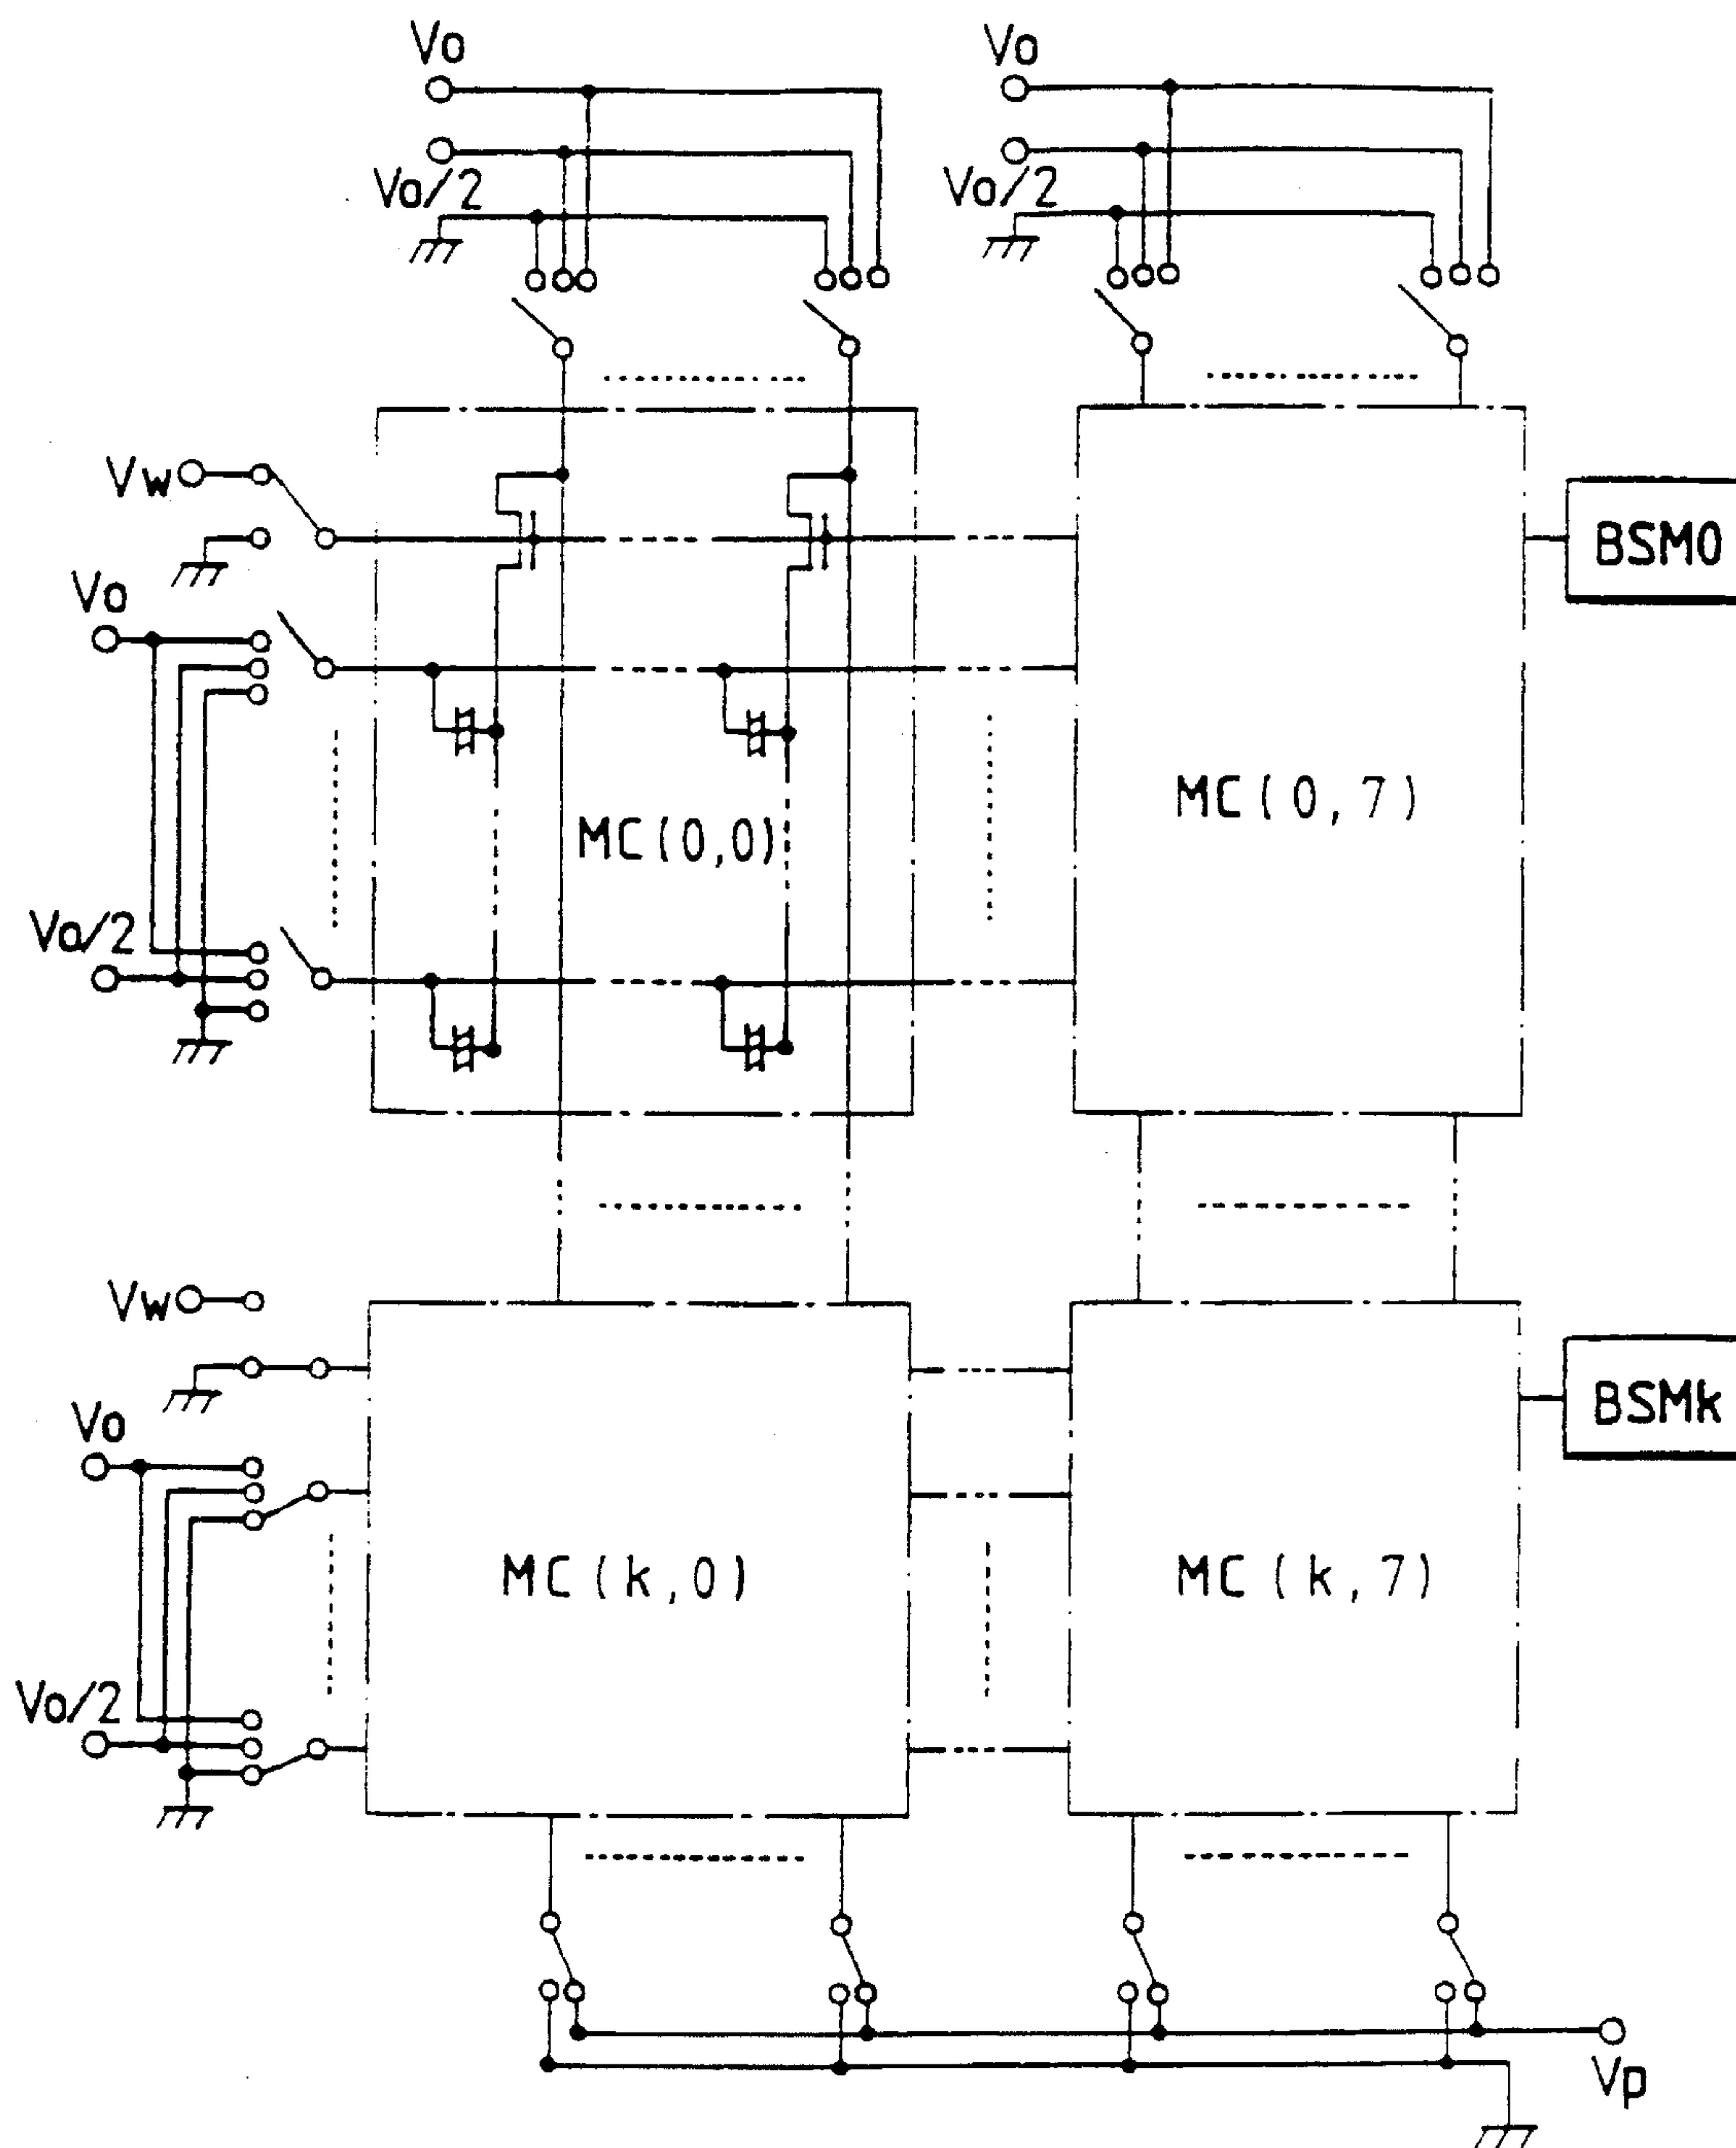 Vo
Vo
Vo/2
Vo/2
Vw
BSM0
Vo
MC(0,0)
MC(0,7)
Vo/2
Vw
BSMk
Vo
MC(k,0)
MC(k,7)
Vo/2
Vp